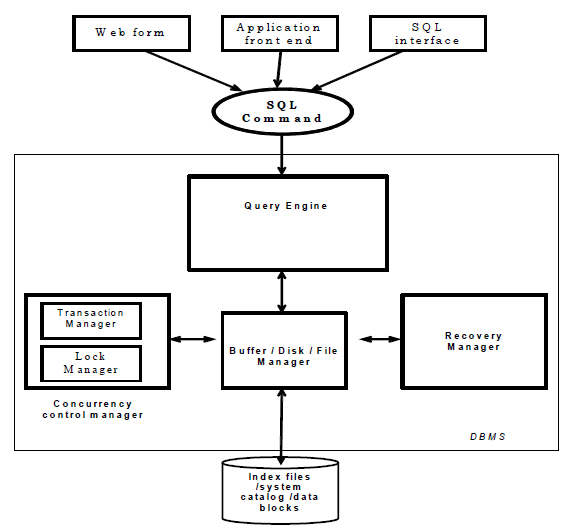 Web form
Application
front end
SQL
interface
SQL
Command
Query Engine
Transaction
Manager
Lock
Manager
Buffer / Disk / File
Manager
Recovery
Manager
Concurrency
control manager
DBMS
Index files
/system
catalog /data
blocks